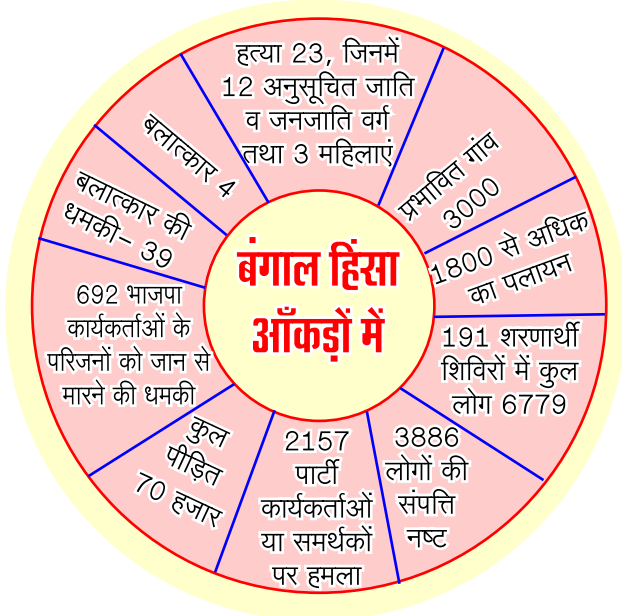 बंगाल हिंसा
आँकड़ों में
हत्या 23, जिनमें
12 अनुसूचित जाति
व जनजाति वर्ग
तथा 3 महिलाएं
प्रभावित गांव
3000
1800 से अधिक
का पलायन
191 शरणार्थी
शिविरों में कुल
लोग 6779
3886
लोगों की
संपत्ति
नष्ट
2157
पार्टी
कार्यकर्ताओं
या समर्थकों
पर हमला
कुल
पीड़ित
70 हजार
692 भाजपा
कार्यकर्ताओं के
परिजनों को जान से
मारने की धमकी
बलात्कार की
धमकी– 39
बलात्कार 4